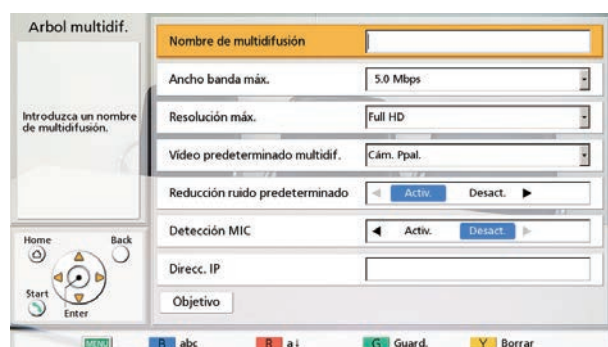 Arbol multidif.
Introduzca un nombre
de multidifusión.
Home
Back
Start
Enter
Nombre de multidifusión
Ancho banda máx. 5.0 Mbps
Resolución máx. Full HD
Vídeo predeterminado multidif. Cám. Ppal.
Reducción ruido predeterminado Activ. Desact.
Detección MIC Activ. Desact.
Direcc. IP
Objetivo
MENU B abc R a↓ G Guard. Y Borrar